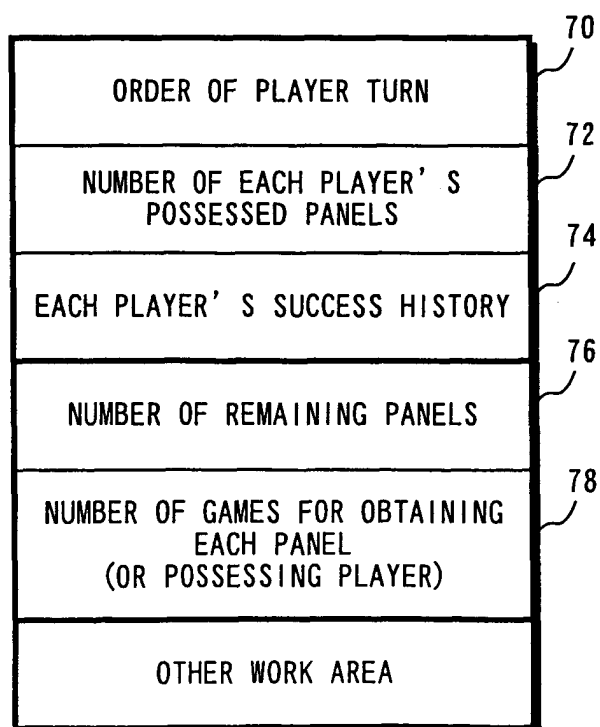 70
ORDER OF PLAYER TURN
72
NUMBER OF EACH PLAYER' S
POSSESSED PANELS
74
EACH PLAYER' S SUCCESS HISTORY
76
NUMBER OF REMAINING PANELS
78
NUMBER OF GAMES FOR OBTAINING
EACH PANEL
(OR POSSESSING PLAYER)
OTHER WORK AREA